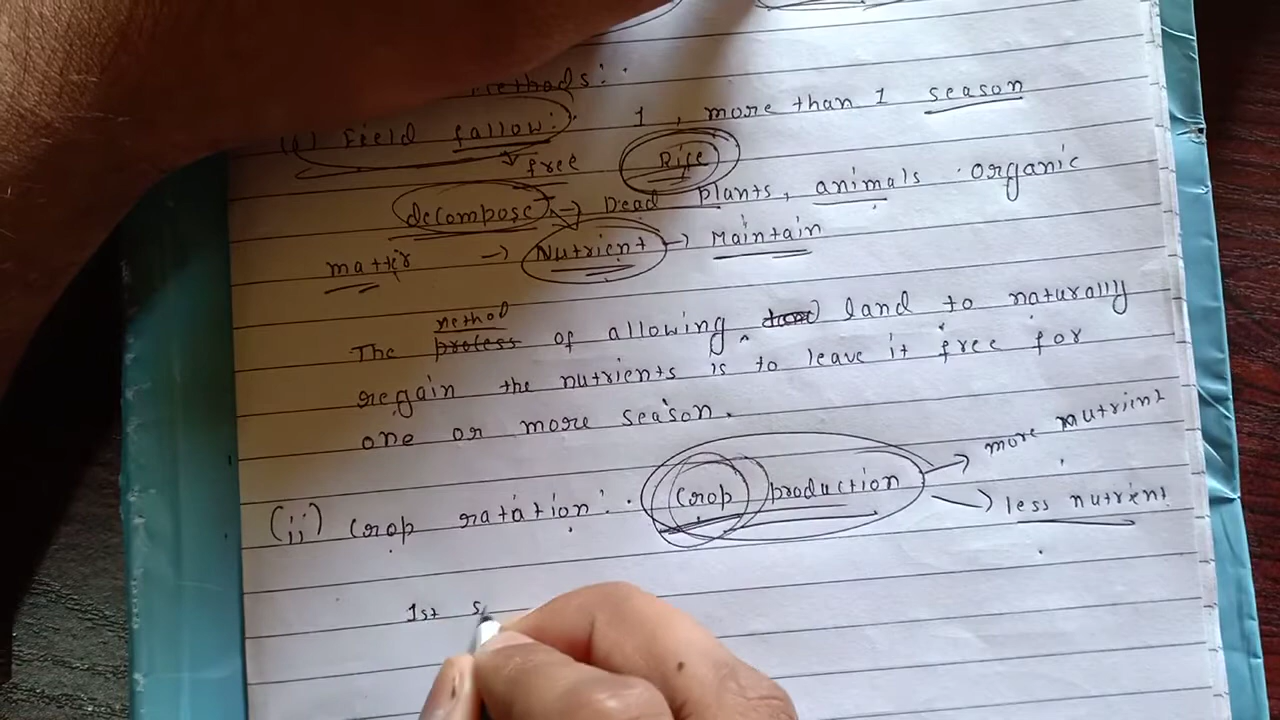 methods:
(i) Field fallow: 1, more than 1 season
free Rice
decompose → Dead plants, animals organic
matter → Nutrient → Maintain
method
The process of allowing land to naturally
regain the nutrients is to leave it free for
one or more season.
(ii) Crop ratation: Crop production → more nutrient
→ less nutrient
1st s